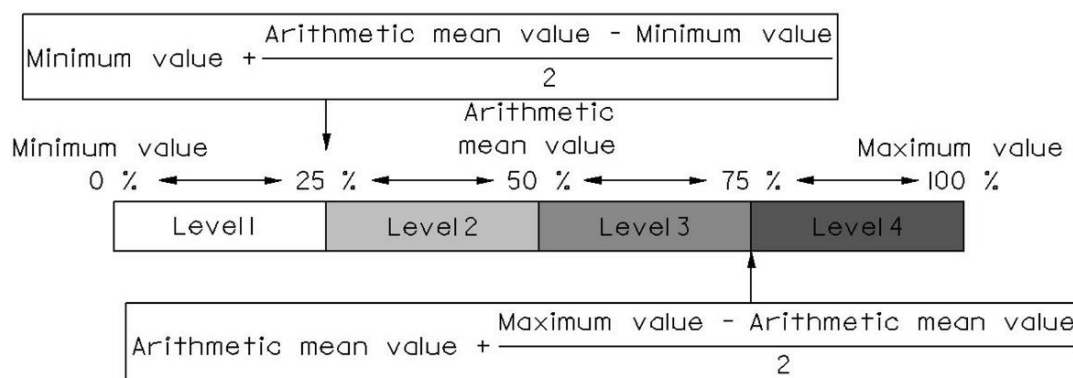 Arithmetic mean value - Minimum value
Minimum value +
2
Arithmetic
mean value
Minimum value
Maximum value
0 % 25 % 50 % 75 % 100 %
Level1 Level2 Level3 Level4
Maximum value - Arithmetic mean value
Arithmetic mean value +
2